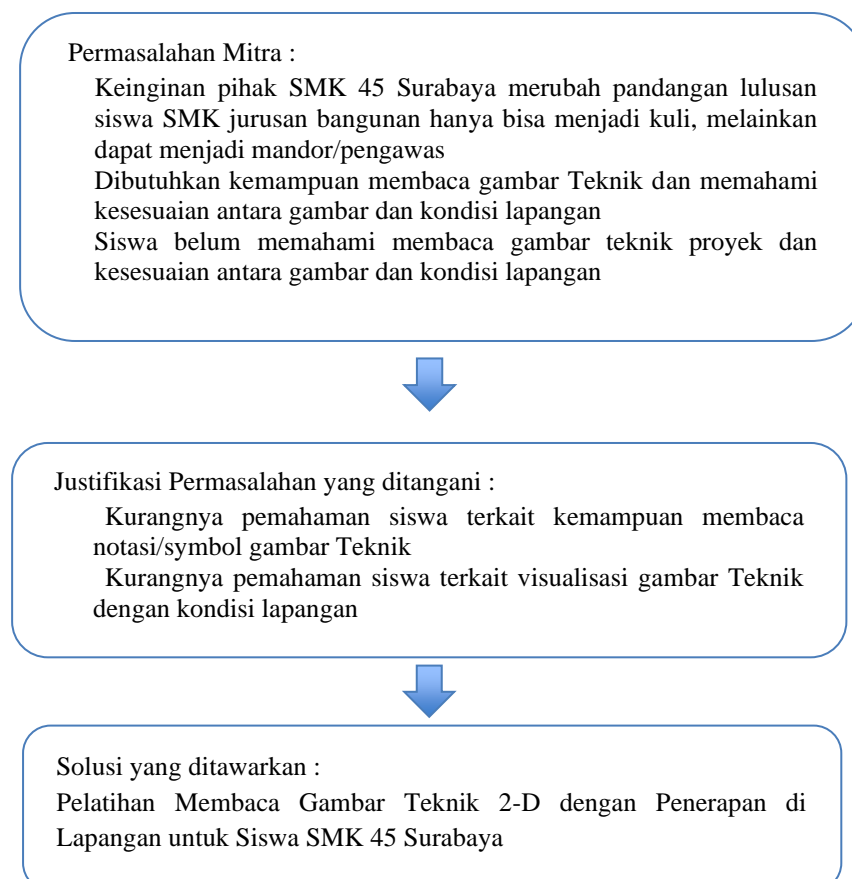 Permasalahan Mitra :
Keinginan pihak SMK 45 Surabaya merubah pandangan lulusan
siswa SMK jurusan bangunan hanya bisa menjadi kuli, melainkan
dapat menjadi mandor/pengawas
Dibutuhkan kemampuan membaca gambar Teknik dan memahami
kesesuaian antara gambar dan kondisi lapangan
Siswa belum memahami membaca gambar teknik proyek dan
kesesuaian antara gambar dan kondisi lapangan
Justifikasi Permasalahan yang ditangani :
Kurangnya pemahaman siswa terkait kemampuan membaca
notasi/symbol gambar Teknik
Kurangnya pemahaman siswa terkait visualisasi gambar Teknik
dengan kondisi lapangan
Solusi yang ditawarkan :
Pelatihan Membaca Gambar Teknik 2-D dengan Penerapan di
Lapangan untuk Siswa SMK 45 Surabaya